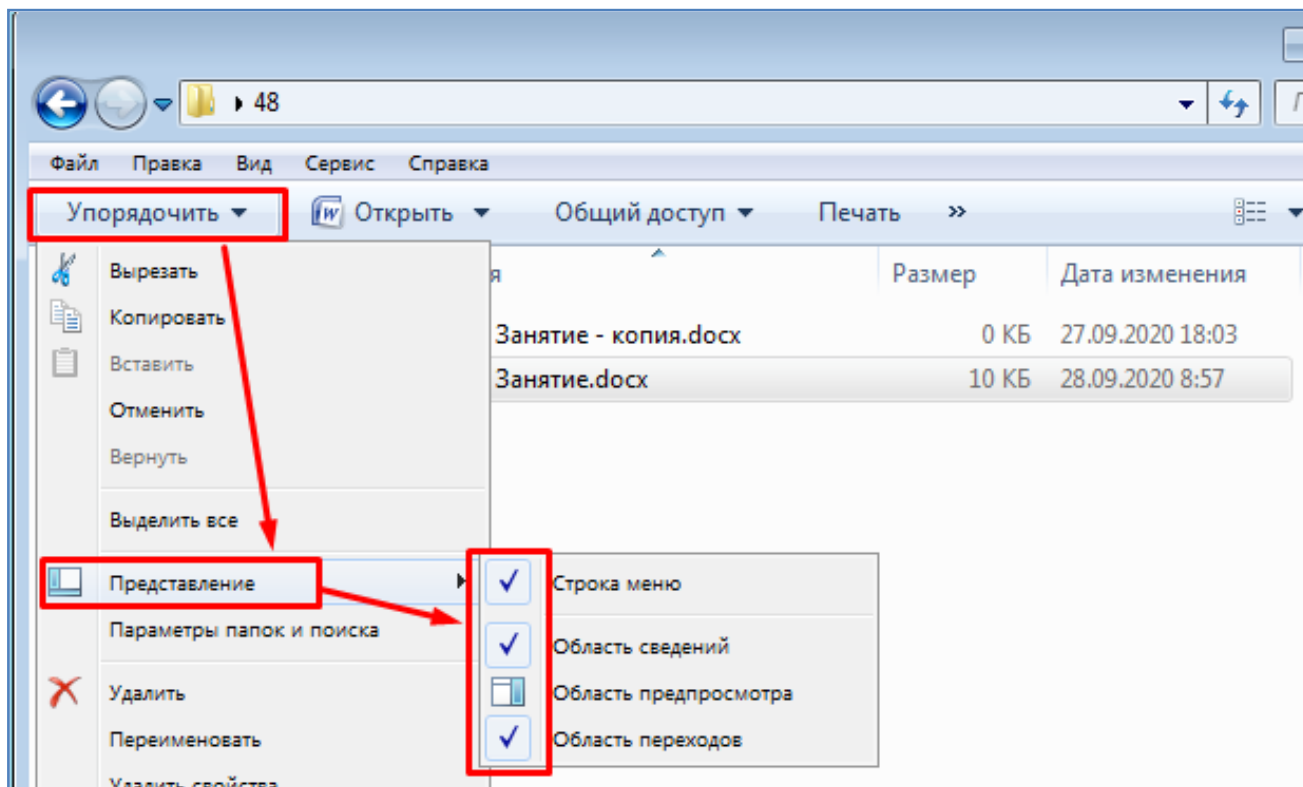 48
Файл Правка Вид Сервис Справка
Упорядочить Открыть Общий доступ Печать »
Вырезать
Копировать
Вставить
Отменить
Вернуть
Выделить все
Представление
Параметры папок и поиска
Удалить
Переименовать
Удалить свойства
я Размер Дата изменения
Занятие - копия.docx 0 КБ 27.09.2020 18:03
Занятие.docx 10 КБ 28.09.2020 8:57
Строка меню
Область сведений
Область предпросмотра
Область переходов